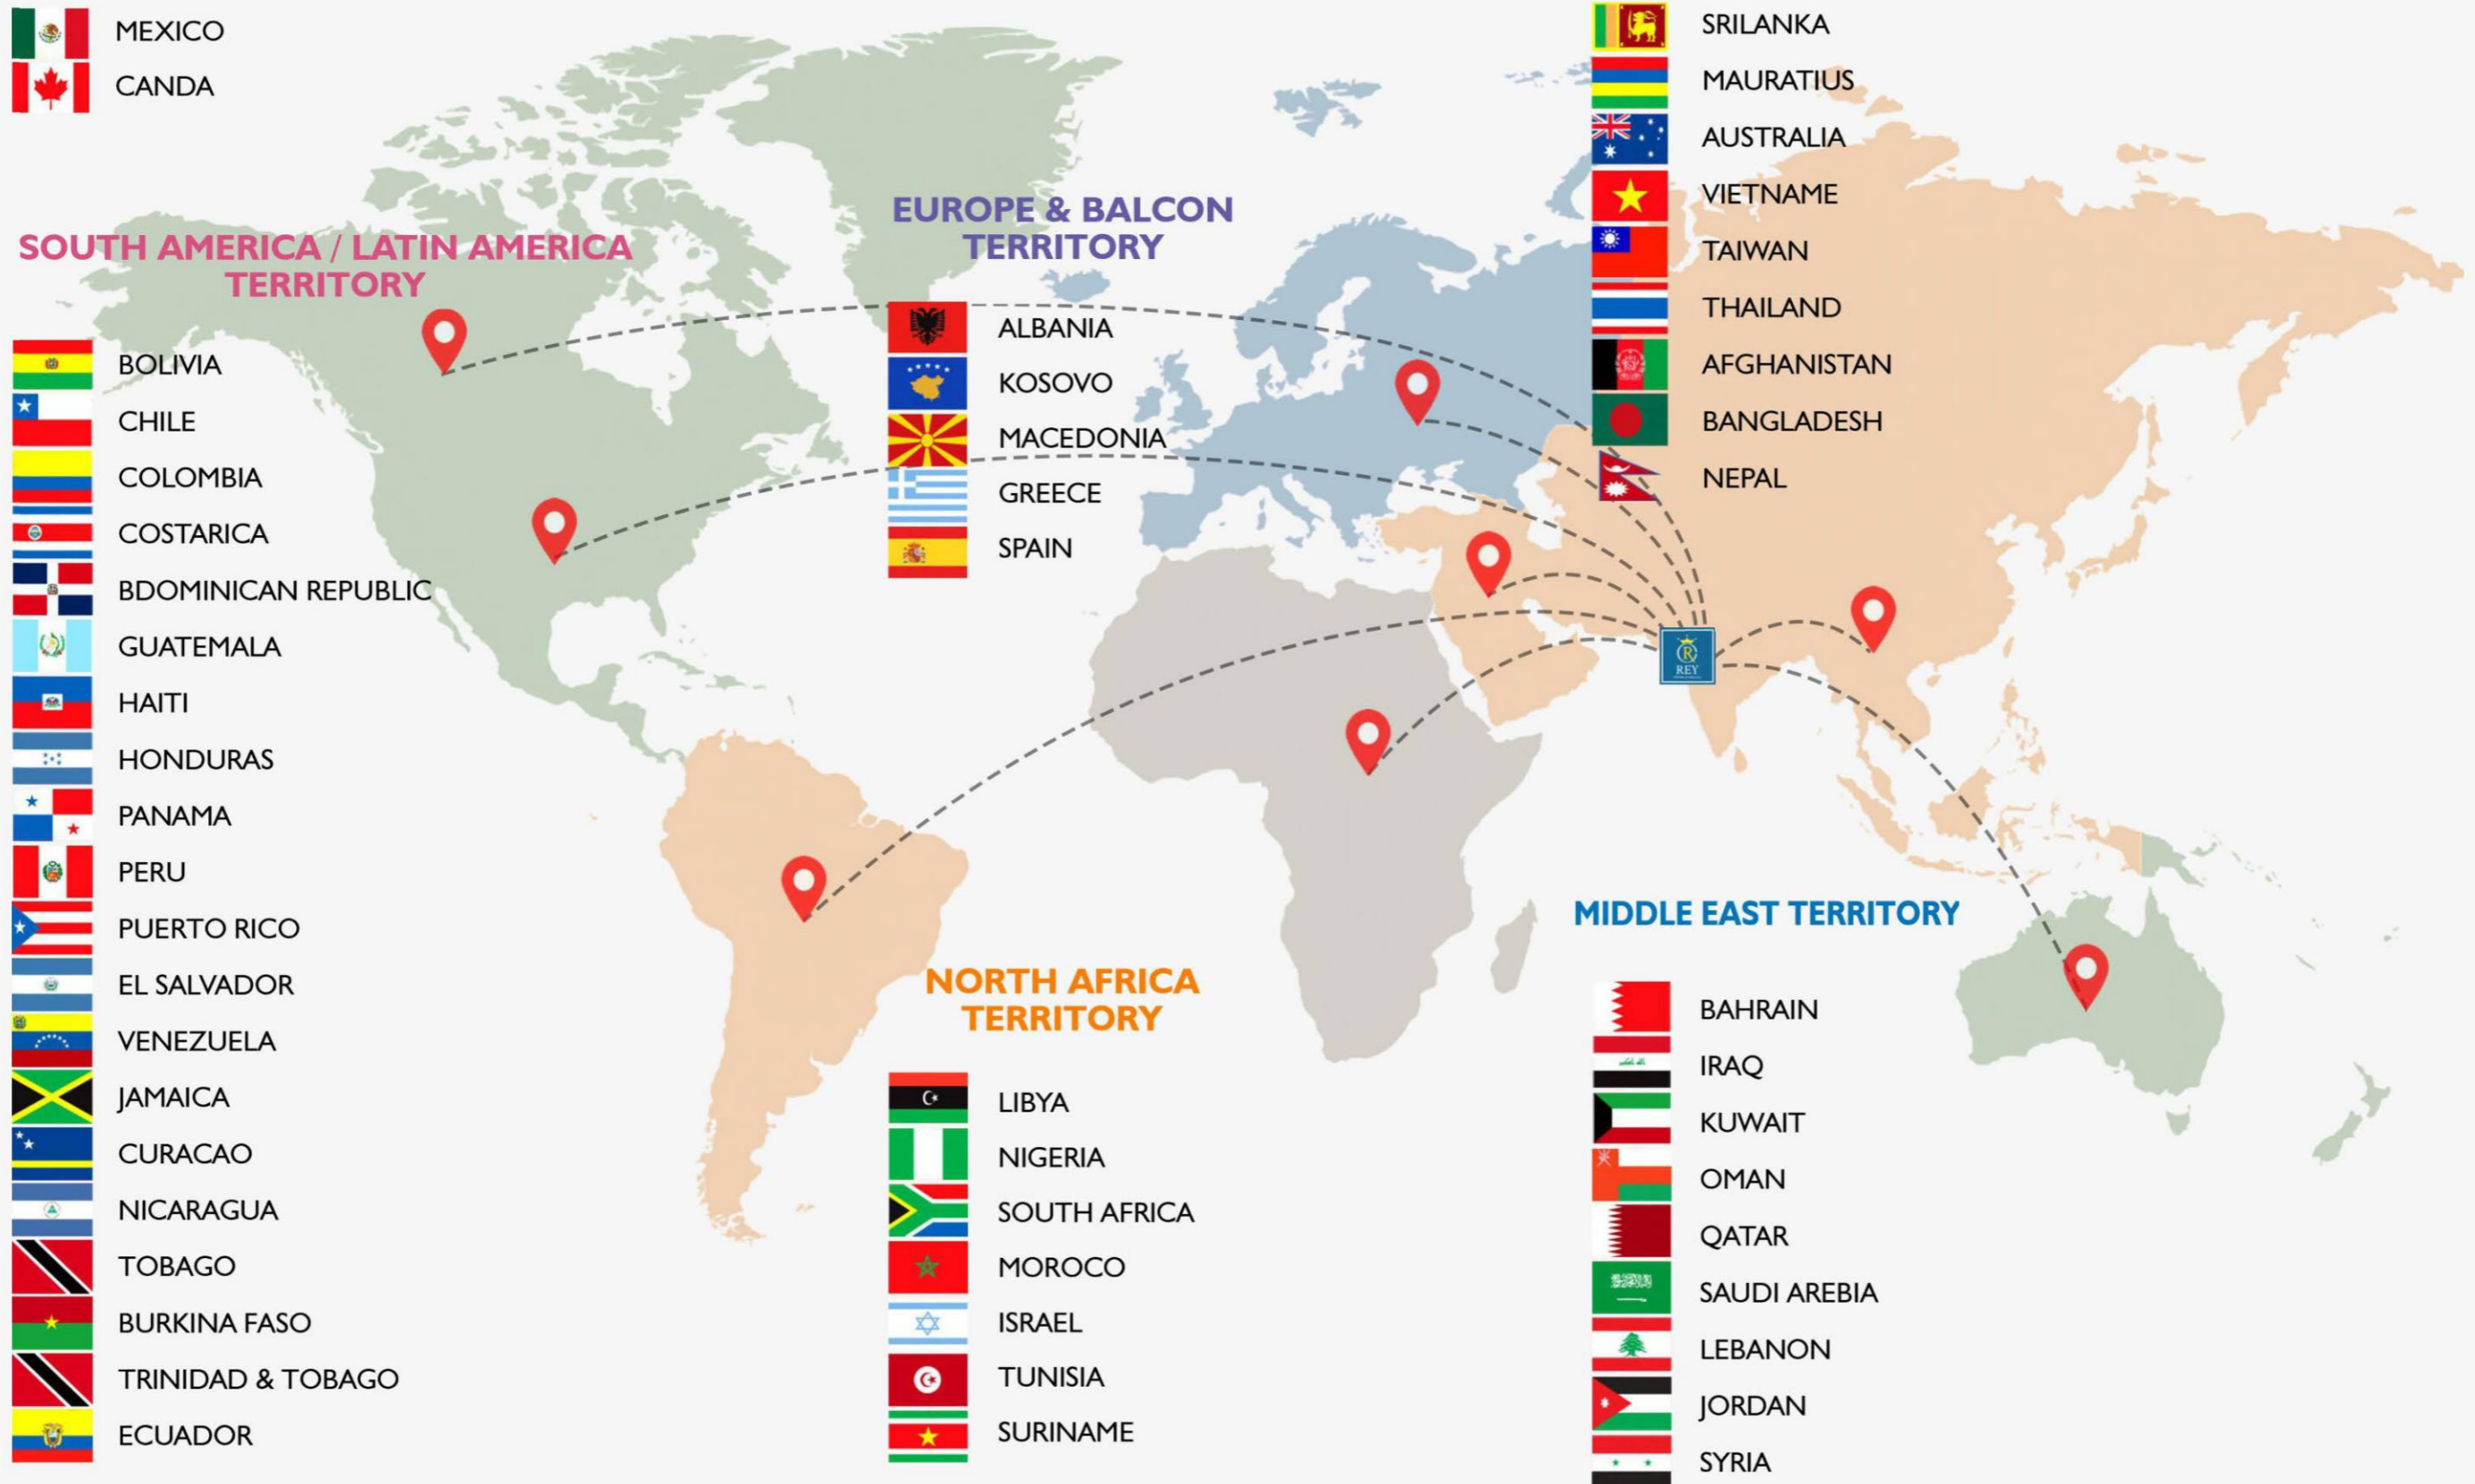 MEXICO
CANDA
SOUTH AMERICA / LATIN AMERICA
TERRITORY
BOLIVIA
CHILE
COLOMBIA
COSTARICA
BDOMINICAN REPUBLIC
GUATEMALA
HAITI
HONDURAS
PANAMA
PERU
PUERTO RICO
EL SALVADOR
VENEZUELA
JAMAICA
CURACAO
NICARAGUA
TOBAGO
BURKINA FASO
TRINIDAD & TOBAGO
ECUADOR
EUROPE & BALCON
TERRITORY
ALBANIA
KOSOVO
MACEDONIA
GREECE
SPAIN
NORTH AFRICA
TERRITORY
LIBYA
NIGERIA
SOUTH AFRICA
MOROCO
ISRAEL
TUNISIA
SURINAME
SRILANKA
MAURATIUS
AUSTRALIA
VIETNAME
TAIWAN
THAILAND
AFGHANISTAN
BANGLADESH
NEPAL
R
REY
MIDDLE EAST TERRITORY
BAHRAIN
IRAQ
KUWAIT
OMAN
QATAR
SAUDI AREBIA
LEBANON
JORDAN
SYRIA